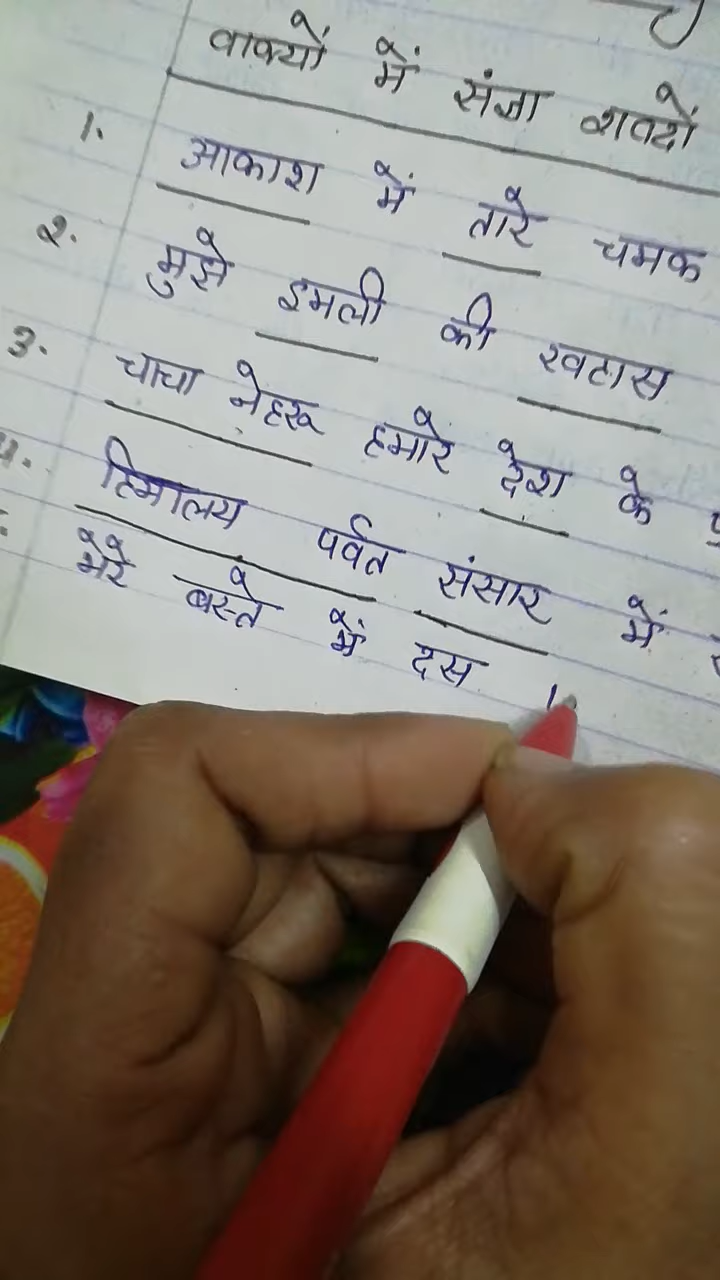 वाक्यों में संज्ञा शब्दों
1. आकाश में तारे चमक
2. मुझे इमली की खटास
3. चाचा नेहरू हमारे देश के
4. हिमालय पर्वत संसार में
मेरे बस्ते में दस